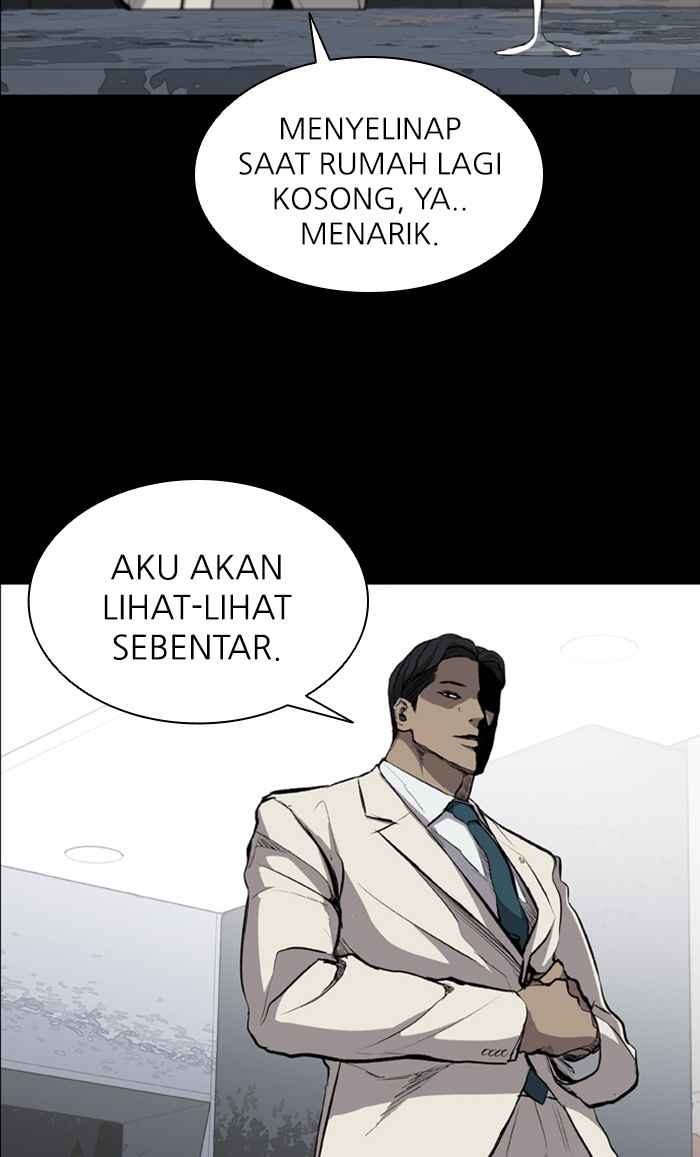 MENYELINAP
SAAT RUMAH LAGI
KOSONG, YA..
MENARIK.
AKU AKAN
LIHAT-LIHAT
SEBENTAR.